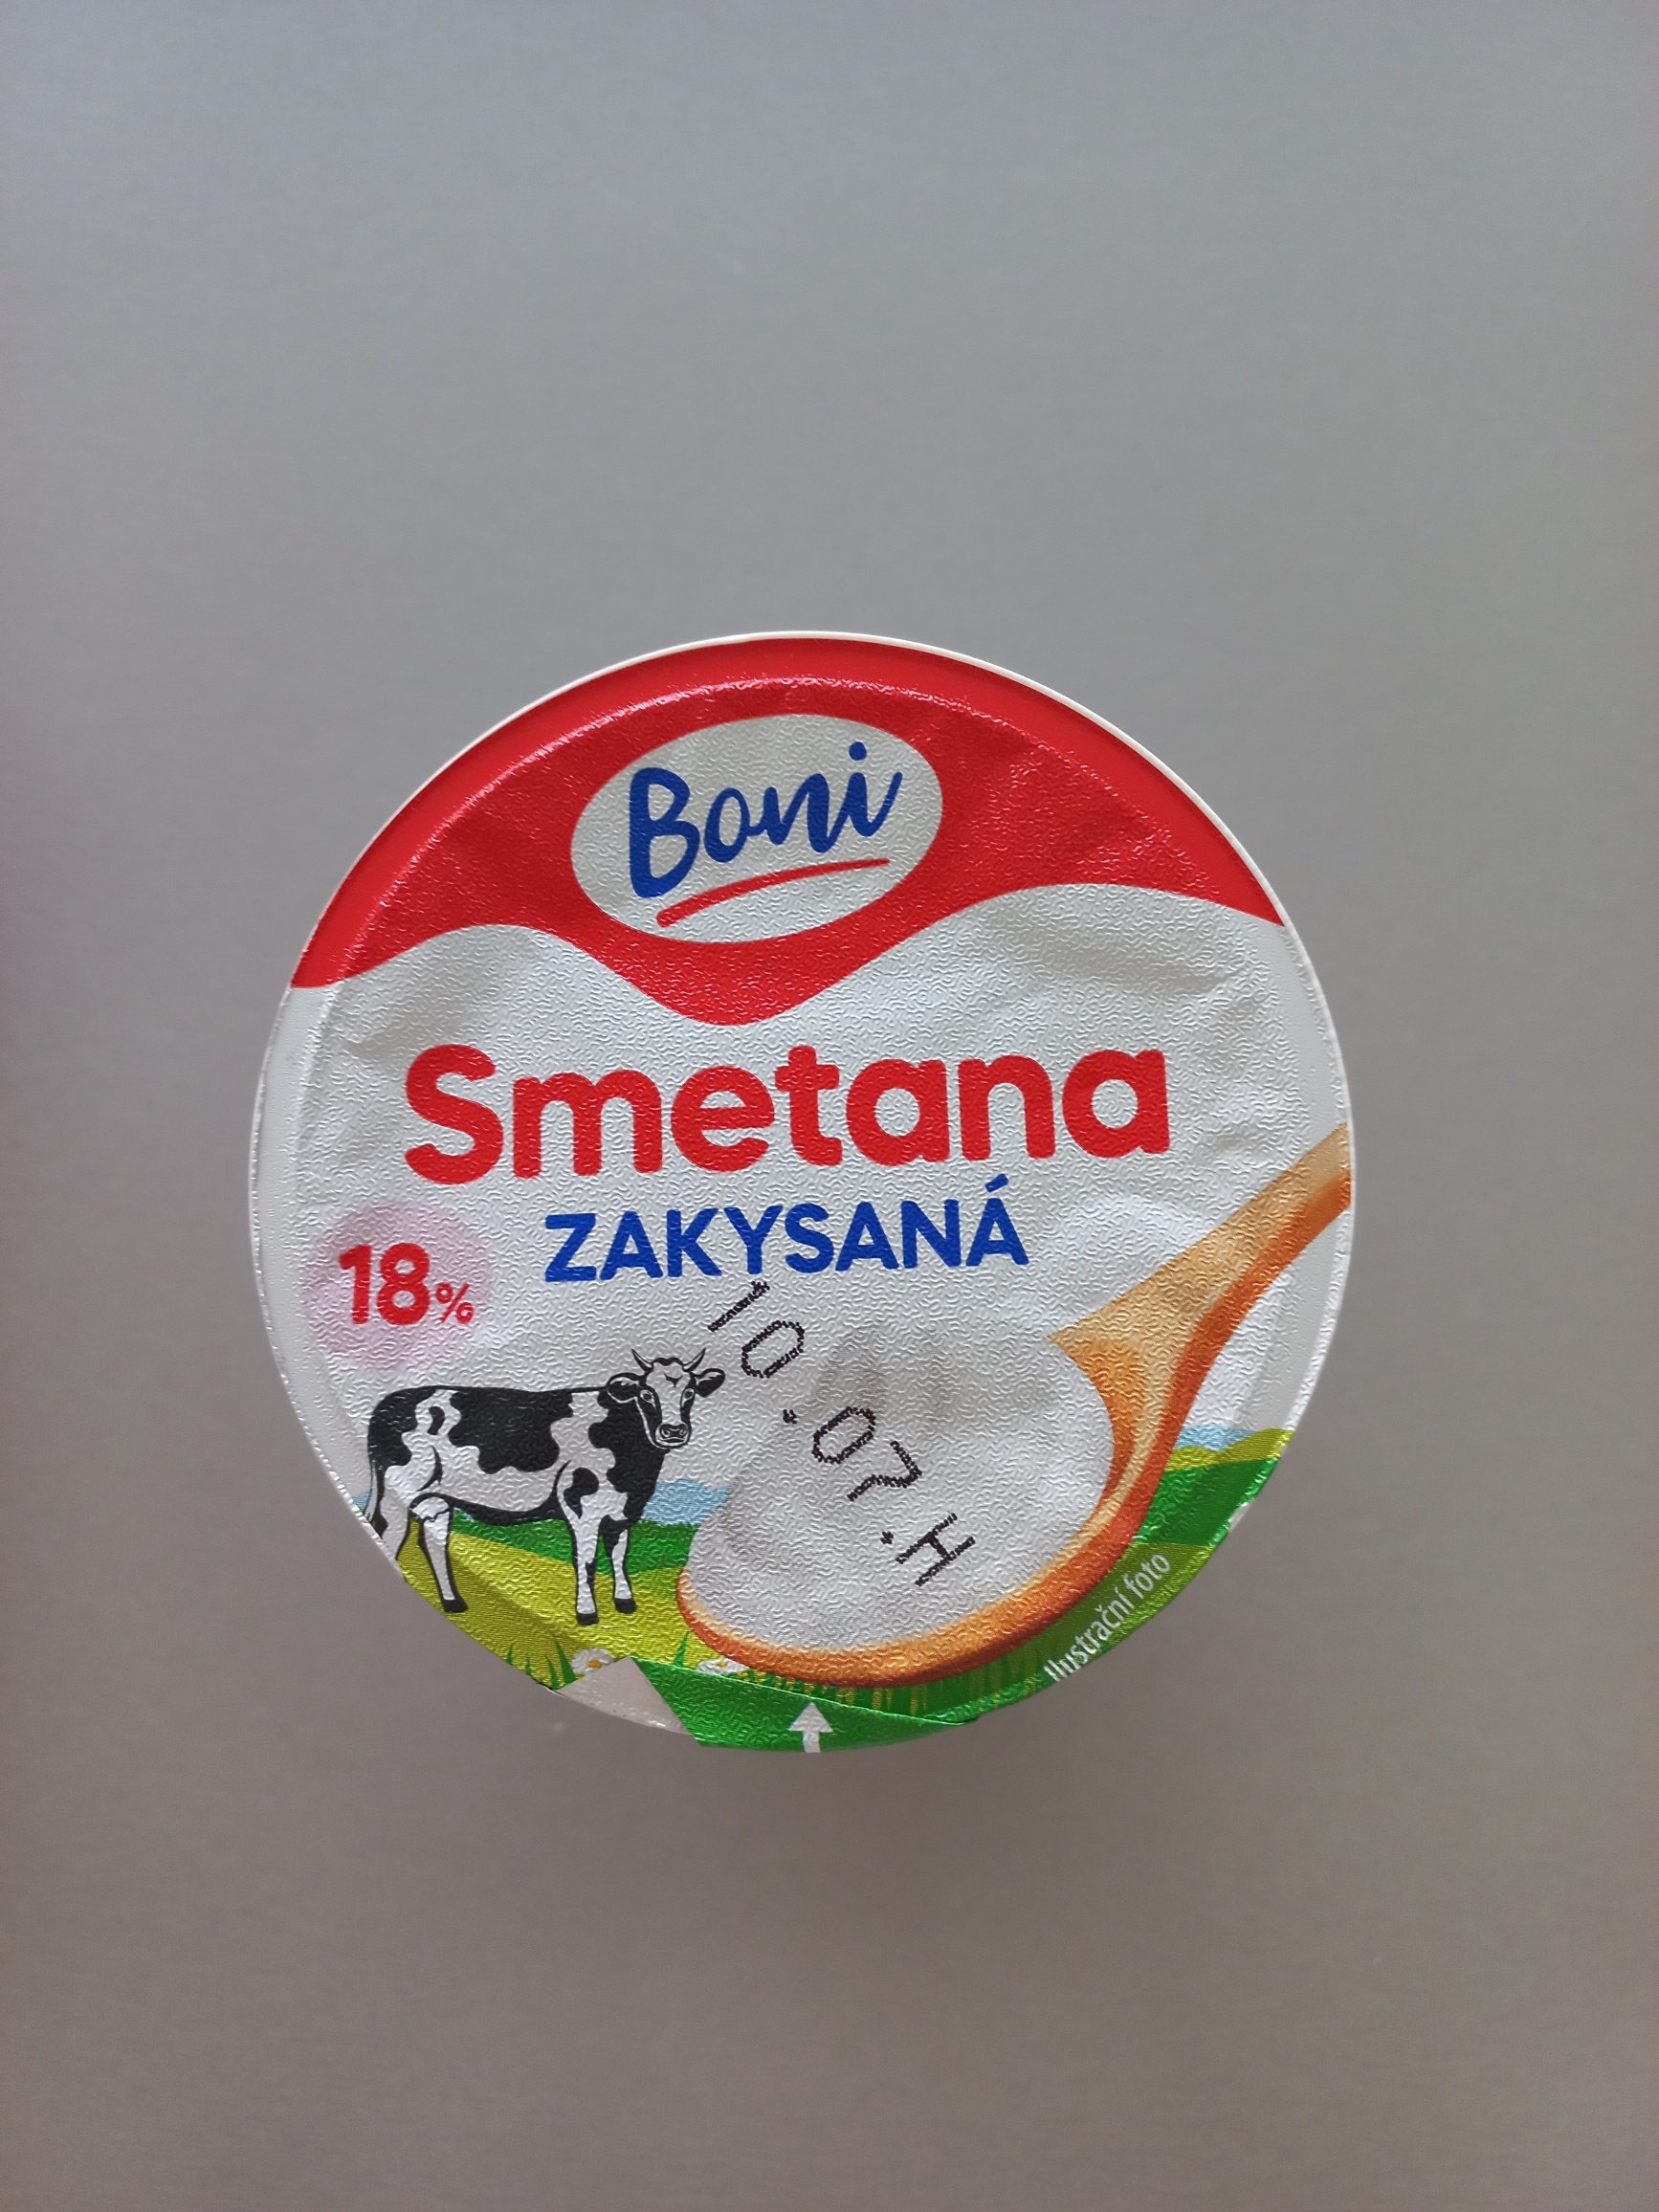 Boni
Smetana
ZAKYSANÁ
18%
10.07.H
Ilustrační foto